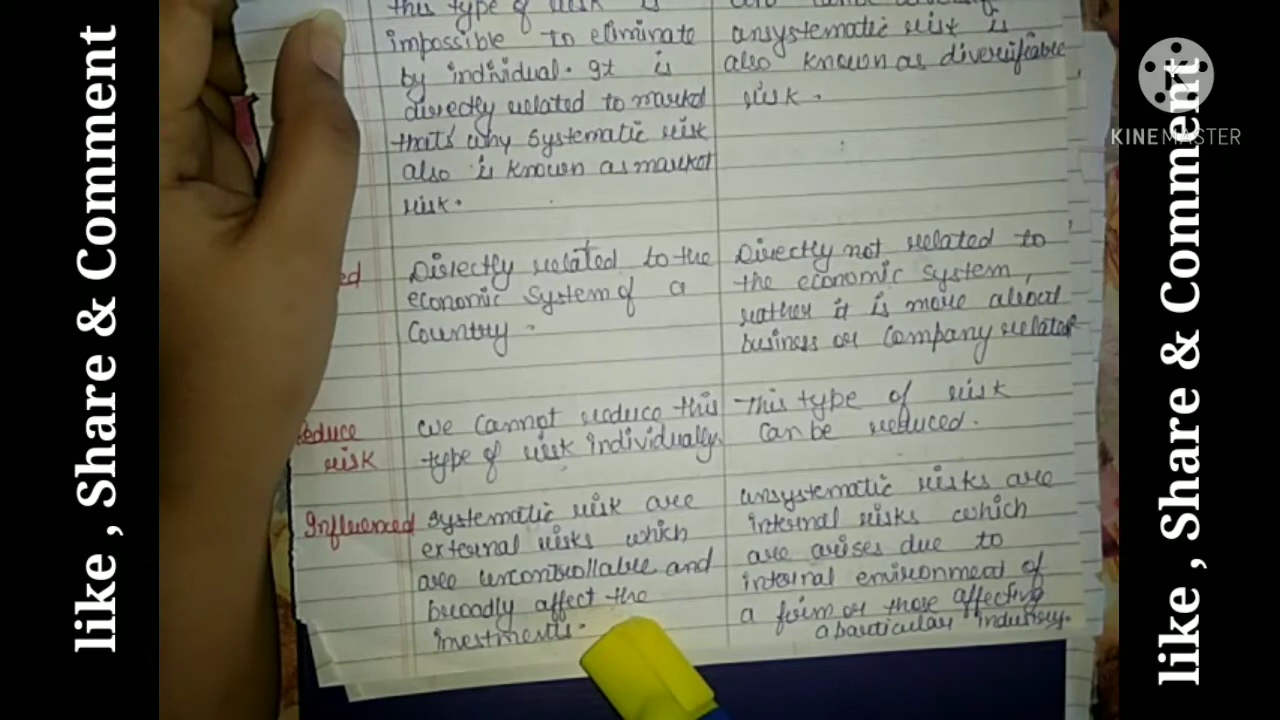 this type of risk is
impossible to eliminate
by individual. It is
directly related to market
that's why systematic risk
also is known as market
risk.
unsystematic risk is
also known as diversifiable
risk.
ed
Directly related to the
economic system of a
Country.
Directly not related to
the economic system,
rather it is more about
business or Company related
educe
risk
we cannot reduce this
type of risk individually.
This type of risk
can be reduced.
Influenced
systematic risk are
external risks which
are uncontrollable and
broadly affect the
investments.
unsystematic risks are
internal risks which
are arises due to
internal environment of
a firm or those affecting
a particular industry.
like , Share & Comment
like , Share & Comment
KINEMASTER